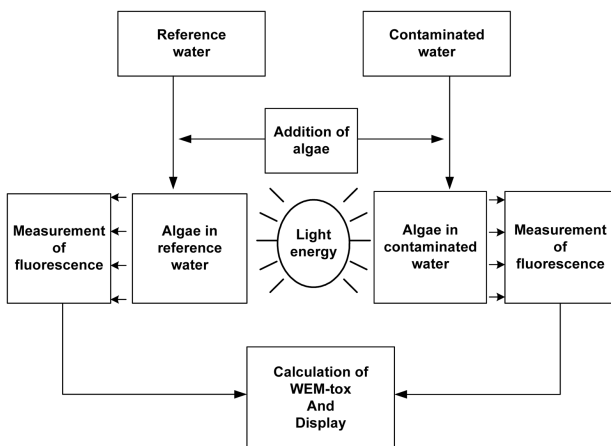 Reference
water
Contaminated
water
Addition of
algae
Measurement
of
fluorescence
Algae in
reference
water
Light
energy
Algae in
contaminated
water
Measurement
of
fluorescence
Calculation of
WEM-tox
And
Display